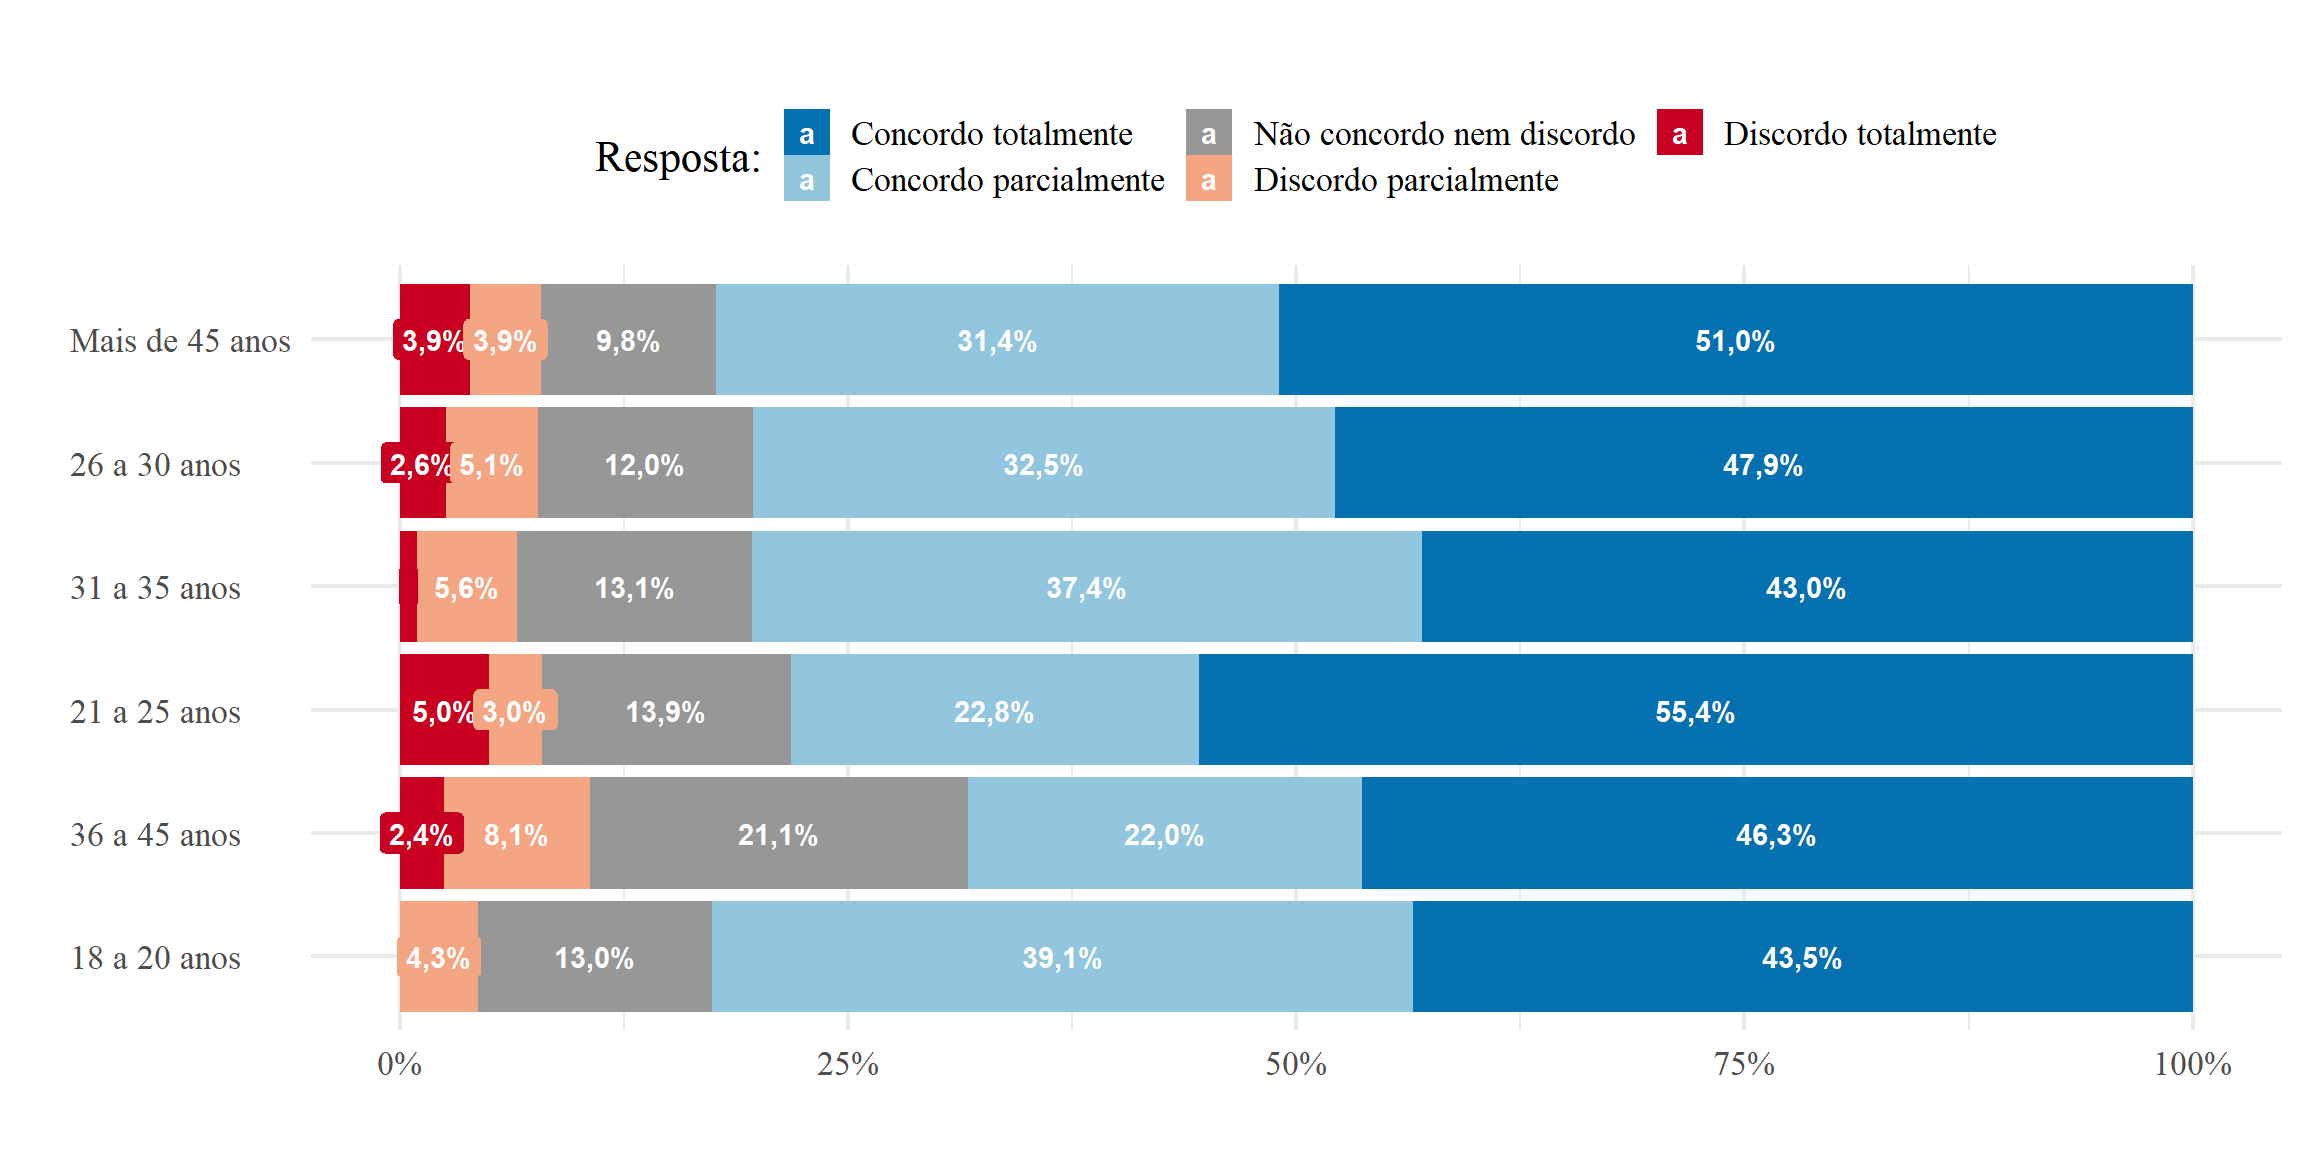 Resposta:
a Concordo totalmente a Não concordo nem discordo a Discordo totalmente
a Concordo parcialmente a Discordo parcialmente
Mais de 45 anos 3,9% 3,9% 9,8% 31,4% 51,0%
26 a 30 anos 2,6% 5,1% 12,0% 32,5% 47,9%
31 a 35 anos 5,6% 13,1% 37,4% 43,0%
21 a 25 anos 5,0% 3,0% 13,9% 22,8% 55,4%
36 a 45 anos 2,4% 8,1% 21,1% 22,0% 46,3%
18 a 20 anos 4,3% 13,0% 39,1% 43,5%
0% 25% 50% 75% 100%